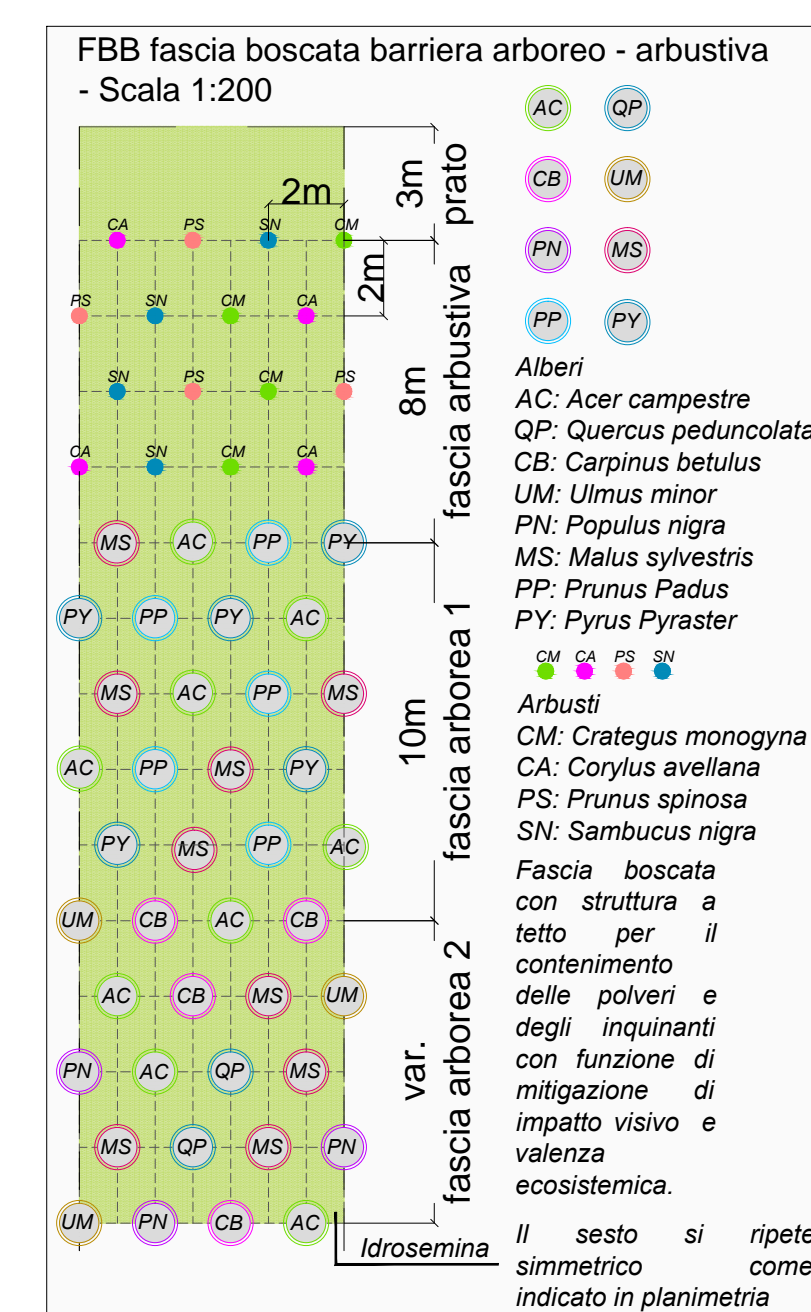 FBB fascia boscata barriera arboreo - arbustiva
- Scala 1:200
AC QP
CB UM
PN MS
PP PY
Alberi
AC: Acer campestre
QP: Quercus peduncolata
CB: Carpinus betulus
UM: Ulmus minor
PN: Populus nigra
MS: Malus sylvestris
PP: Prunus Padus
PY: Pyrus Pyraster
CM CA PS SN
Arbusti
CM: Crategus monogyna
CA: Corylus avellana
PS: Prunus spinosa
SN: Sambucus nigra
Fascia boscata
con struttura a
tetto per il
contenimento
delle polveri e
degli inquinanti
con funzione di
mitigazione di
impatto visivo e
valenza
ecosistemica.
Il sesto si ripete
simmetrico come
indicato in planimetria
3m
prato
2m
2m
8m
fascia arbustiva
10m
fascia arborea 1
var.
fascia arborea 2
CA PS SN CM
PS SN CM CA
SN PS CM PS
CA SN CM CA
MS AC PP PY
PY PP PY AC
MS AC PP MS
AC PP MS PY
PY MS PP AC
UM CB AC CB
AC CB MS UM
PN AC QP MS
MS QP MS PN
UM PN CB AC
Idrosemina